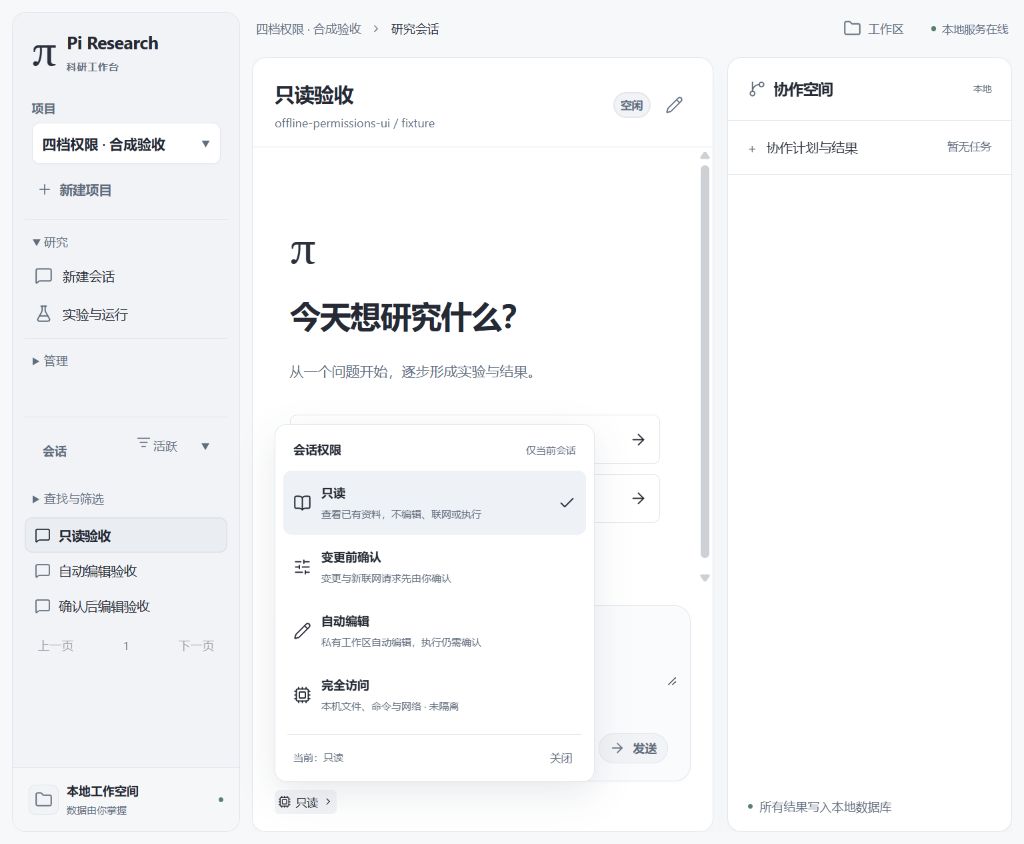 π
Pi Research
科研工作台
项目
四档权限 · 合成验收 ▼
+ 新建项目
▼研究
新建会话
实验与运行
▶管理
会话
活跃 ▼
▶查找与筛选
只读验收
自动编辑验收
确认后编辑验收
上一页 1 下一页
本地工作空间
数据由你掌握
四档权限 · 合成验收 › 研究会话
工作区
本地服务在线
只读验收
offline-permissions-ui / fixture
空闲
π
今天想研究什么？
从一个问题开始，逐步形成实验与结果。
会话权限 仅当前会话
只读
查看已有资料，不编辑、联网或执行
变更前确认
变更与新联网请求先由你确认
自动编辑
私有工作区自动编辑，执行仍需确认
完全访问
本机文件、命令与网络 · 未隔离
当前：只读 关闭
→ 发送
只读 ›
协作空间 本地
+ 协作计划与结果 暂无任务
所有结果写入本地数据库